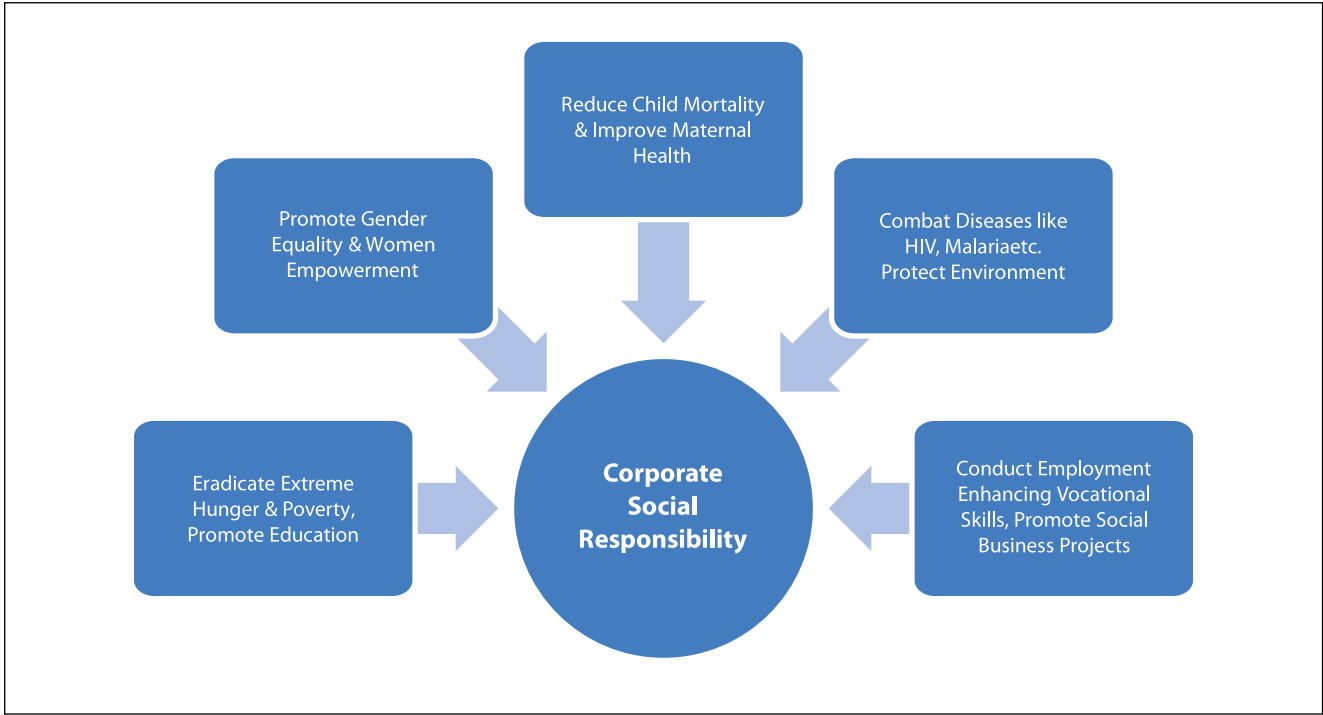 Reduce Child Mortality
& Improve Maternal
Health
Promote Gender
Equality & Women
Empowerment
Combat Diseases like
HIV, Malariaetc.
Protect Environment
Eradicate Extreme
Hunger & Poverty,
Promote Education
Corporate
Social
Responsibility
Conduct Employment
Enhancing Vocational
Skills, Promote Social
Business Projects